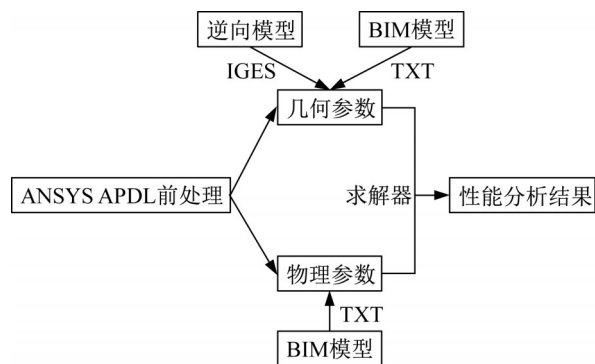 逆向模型
BIM模型
IGES
TXT
几何参数
ANSYS APDL前处理
求解器
性能分析结果
物理参数
TXT
BIM模型